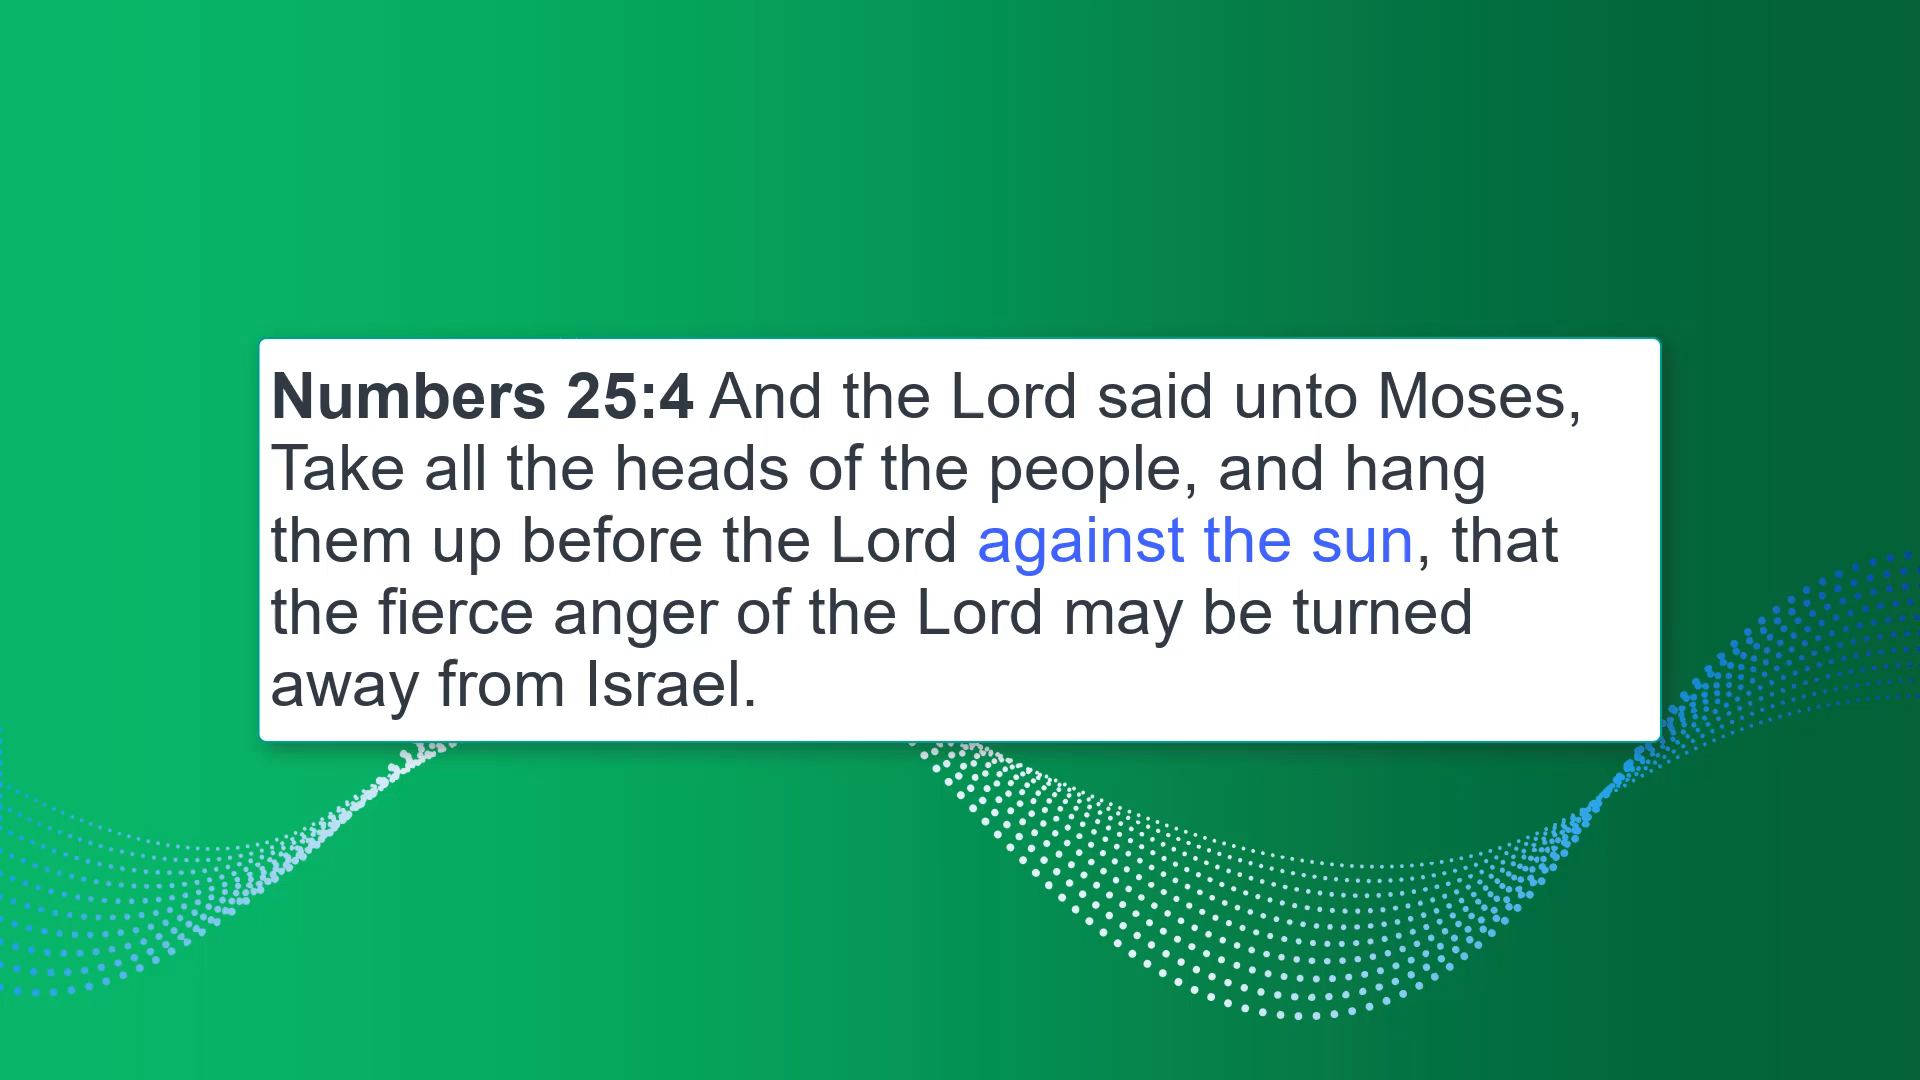 Numbers 25:4 And the Lord said unto Moses,
Take all the heads of the people, and hang
them up before the Lord against the sun, that
the fierce anger of the Lord may be turned
away from Israel.